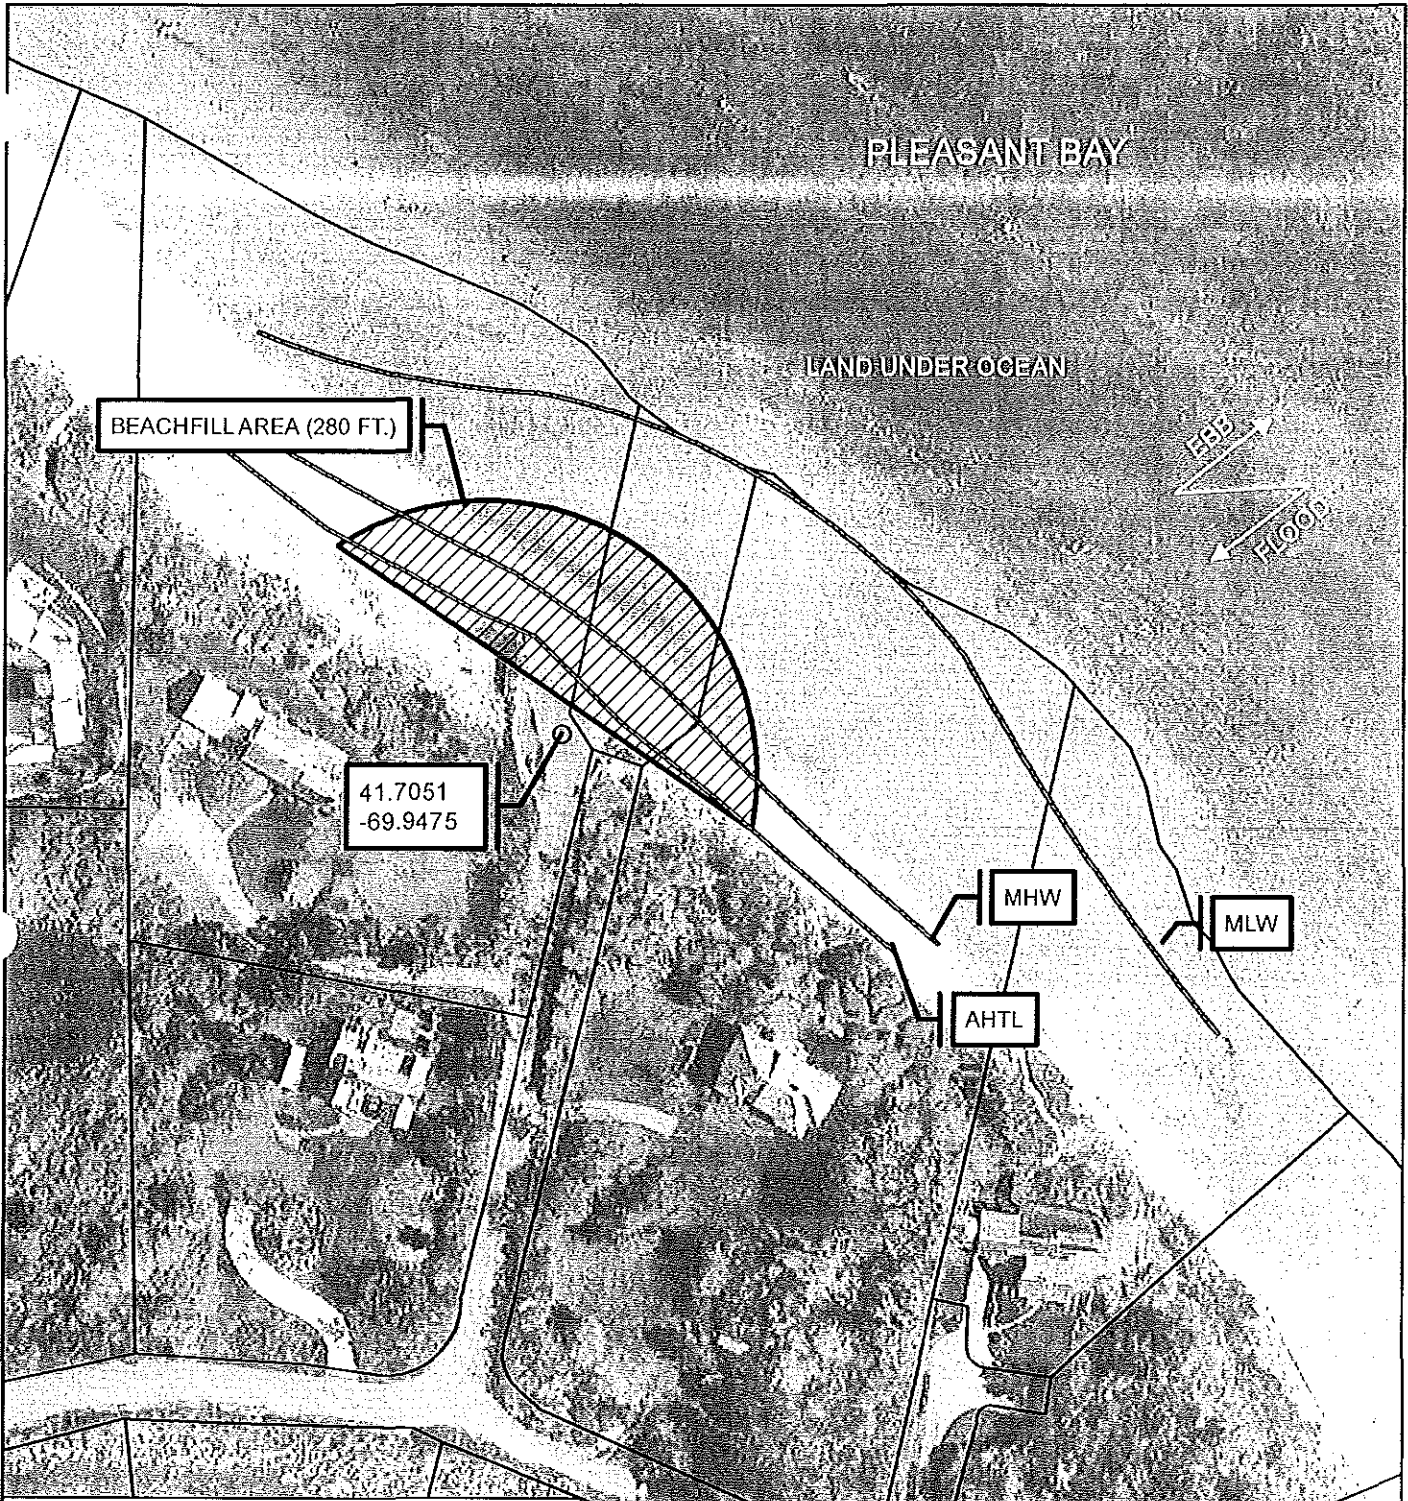 PLEASANT BAY
LAND UNDER OCEAN
BEACHFILL AREA (280 FT.)
EBB
FLOOD
41.7051
-69.9475
MHW
MLW
AHTL